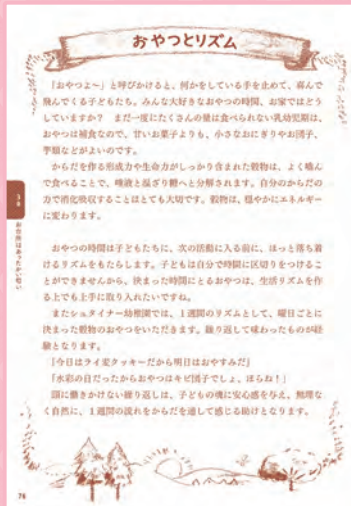 おやつとリズム
「おやつよ〜」と呼びかけると、何かをしている手を止めて、喜んで
飛んでくる子どもたち。みんな大好きなおやつの時間、お家ではどう
していますか? まだ一度にたくさんの量は食べられない乳幼児期は、
おやつは補食なので、甘いお菓子よりも、小さなおにぎりやお団子、
芋類などがよいのです。
からだを作る形成力や生命力がしっかり含まれた穀物は、よく噛ん
で食べることで、唾液と混ざり糖へと分解されます。自分のからだの
力で消化吸収することはとても大切です。穀物は、穏やかにエネルギー
に変わります。
おやつの時間は子どもたちに、次の活動に入る前に、ほっと落ち着
けるリズムをもたらします。子どもは自分で時間に区切りをつけるこ
とができませんから、決まった時間にとるおやつは、生活リズムを作
る上でも上手に取り入れたいですね。
またシュタイナー幼稚園では、1週間のリズムとして、曜日ごとに
決まった穀物のおやつをいただきます。繰り返して味わったものが経
験となります。
「今日はライ麦クッキーだから明日はおやすみだ」
「水彩の日だったからおやつはキビ団子でしょ。ほらね!」
頭に働きかけない繰り返しは、子どもの魂に安心感を与え、無理な
く自然に、1週間の流れをからだを通して感じる助けとなります。
お台所はあったかい匂い
76